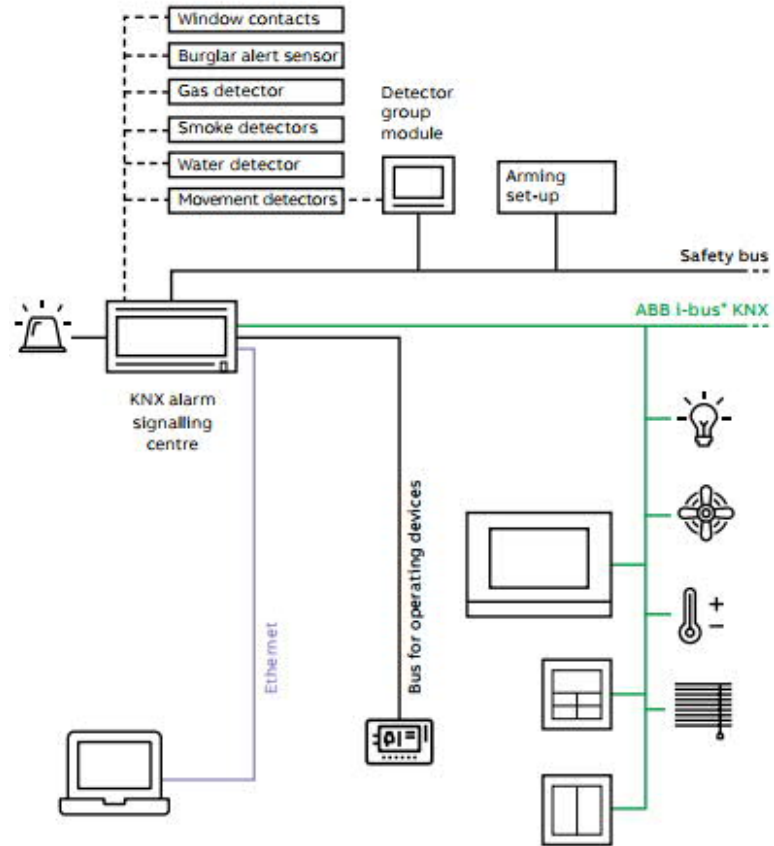 Window contacts
Burglar alert sensor
Gas detector
Smoke detectors
Water detector
Movement detectors
Detector
group
module
Arming
set-up
Safety bus
ABB i-bus® KNX
KNX alarm
signalling
centre
Ethernet
Bus for operating devices